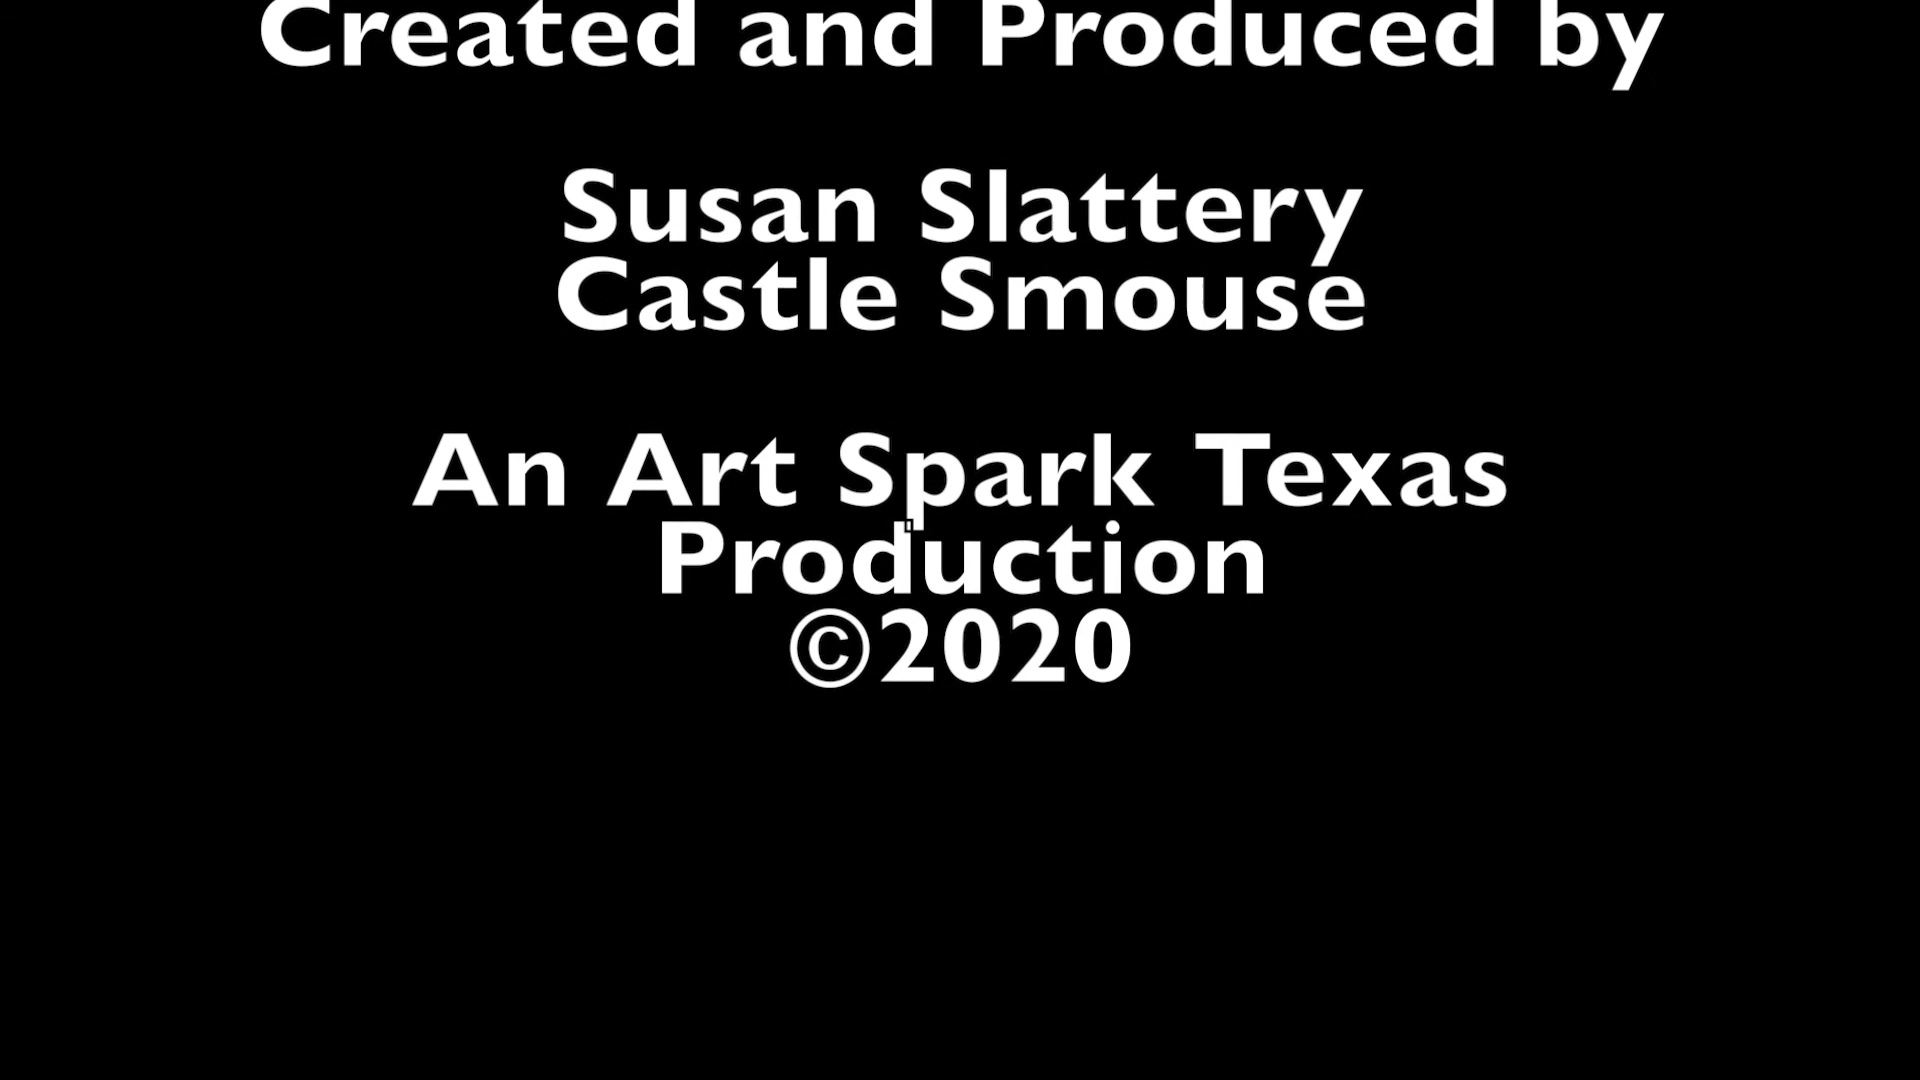 Created and Produced by
Susan Slattery
Castle Smouse
An Art Spark Texas
Production
©2020